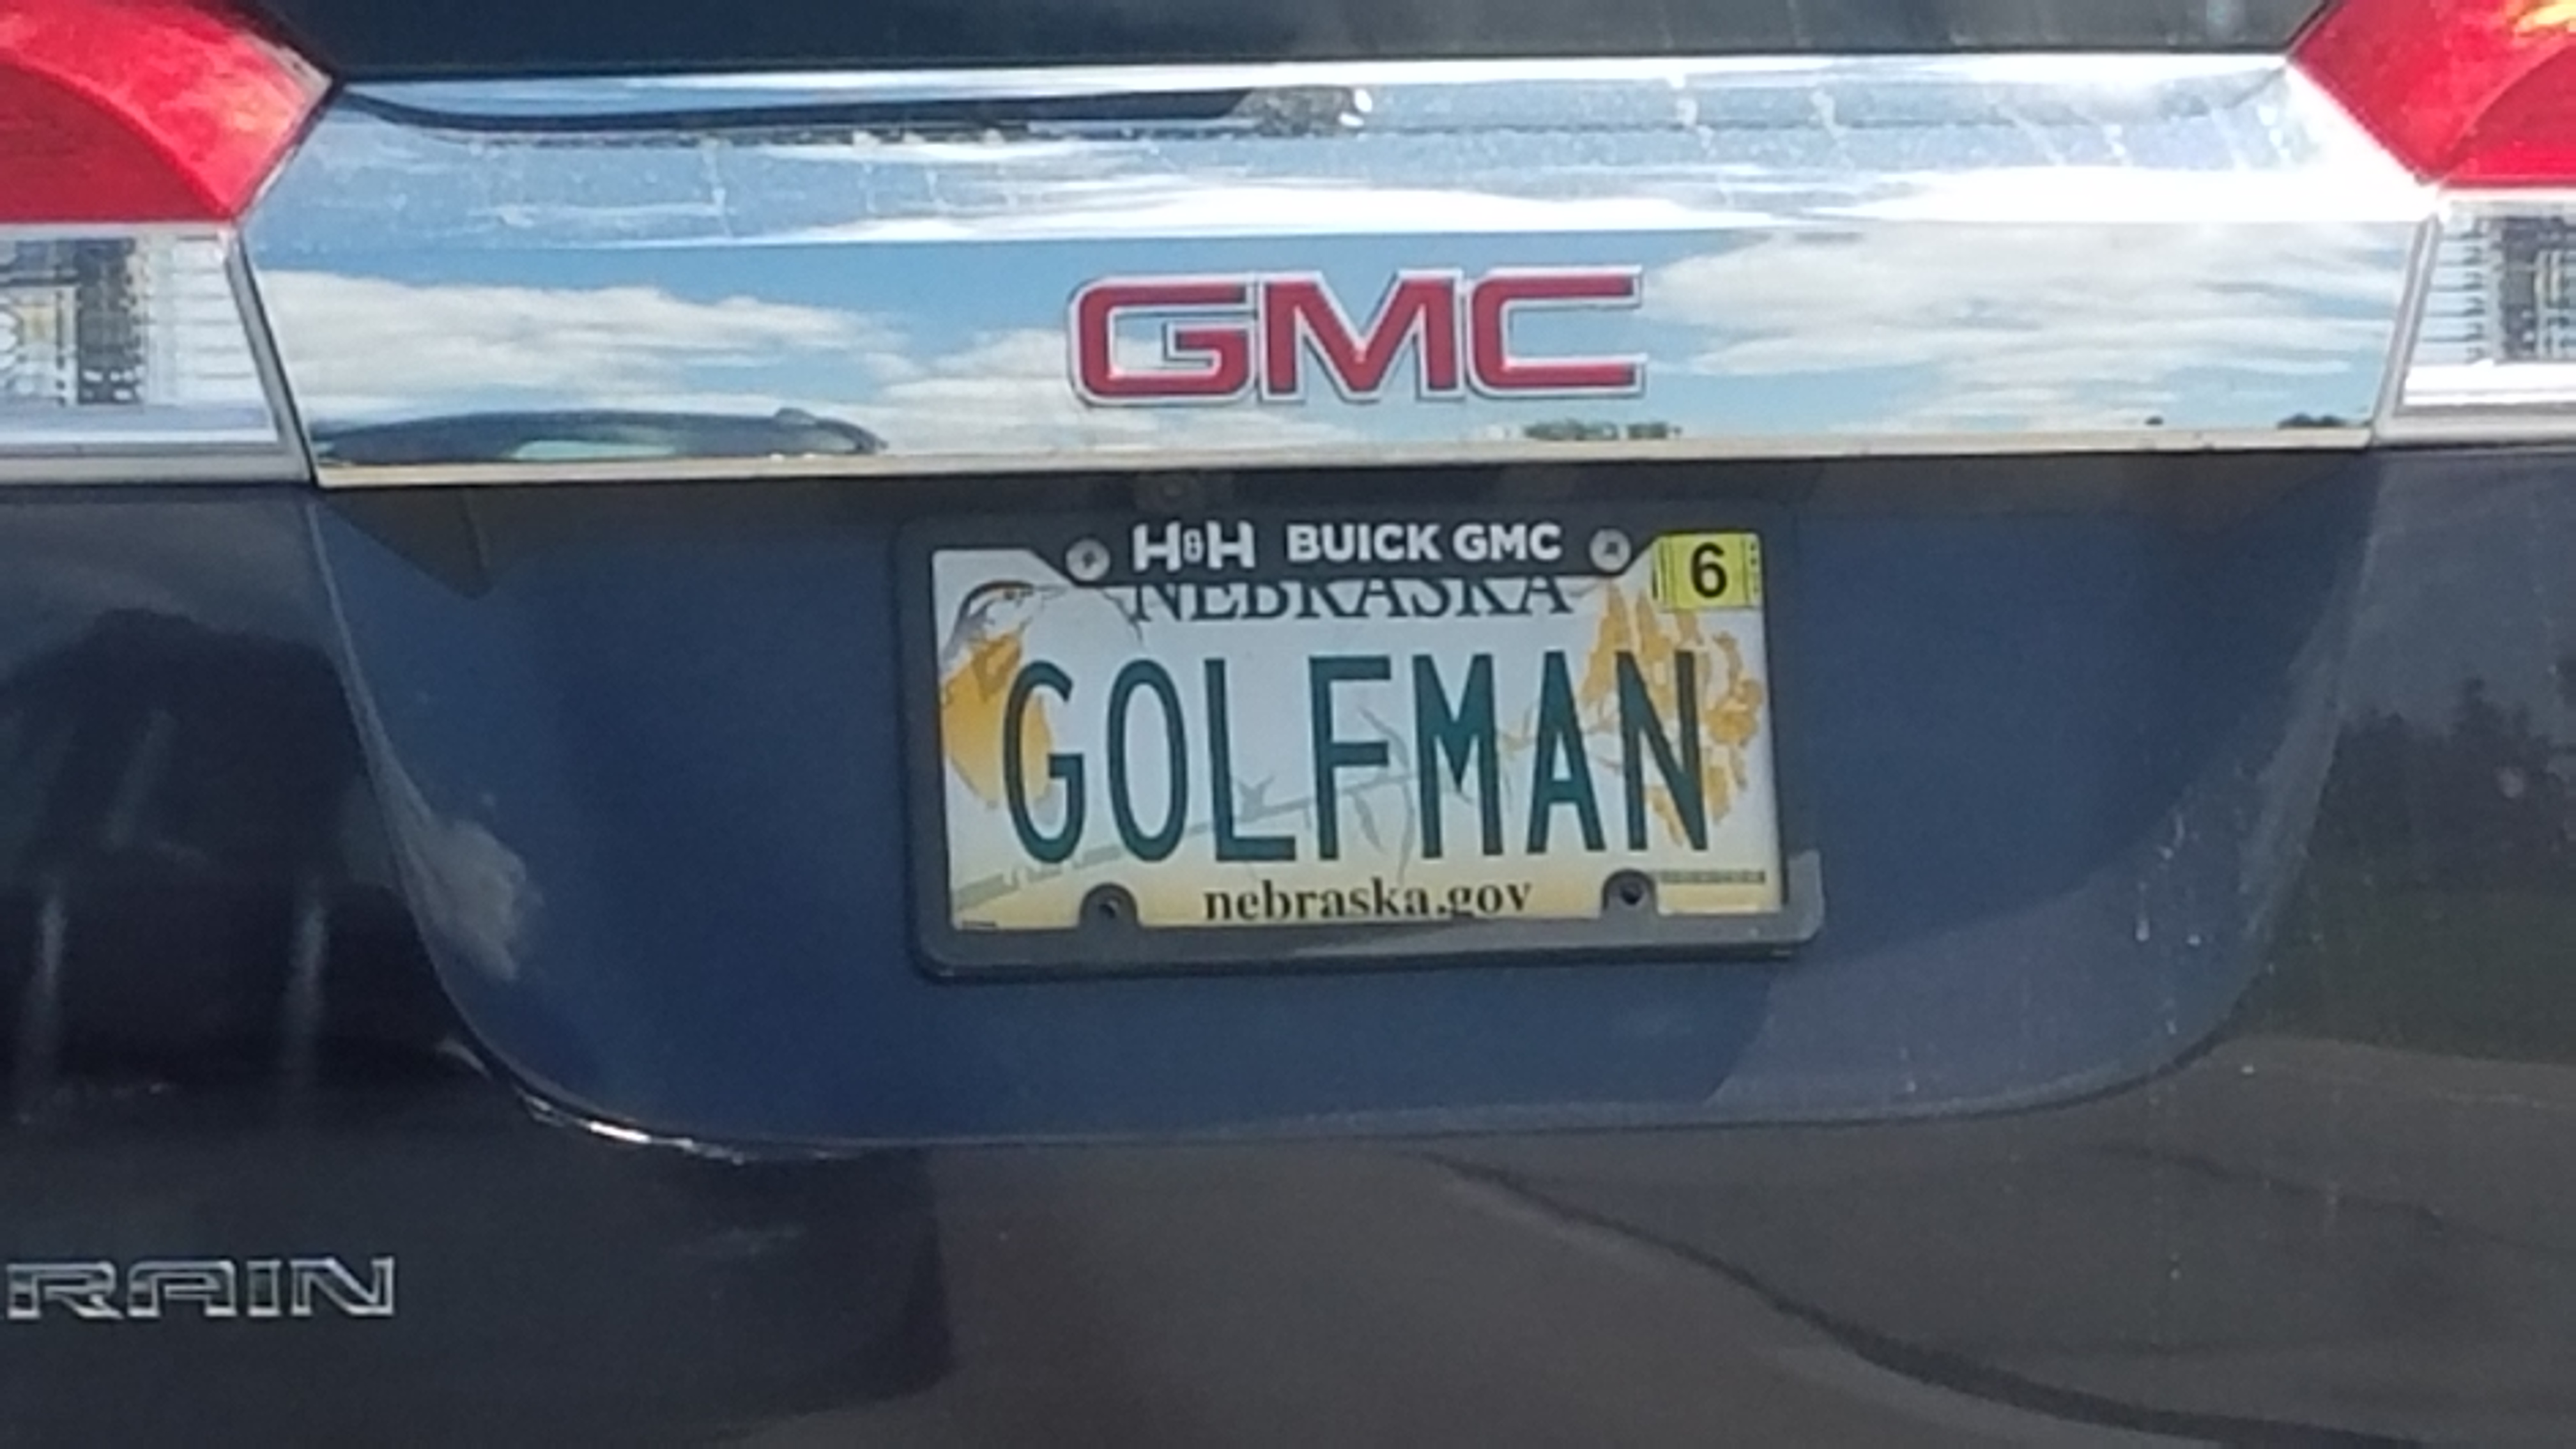 GMC
H&H BUICK GMC
6
NEBRASKA
GOLFMAN
nebraska.gov
RAIN